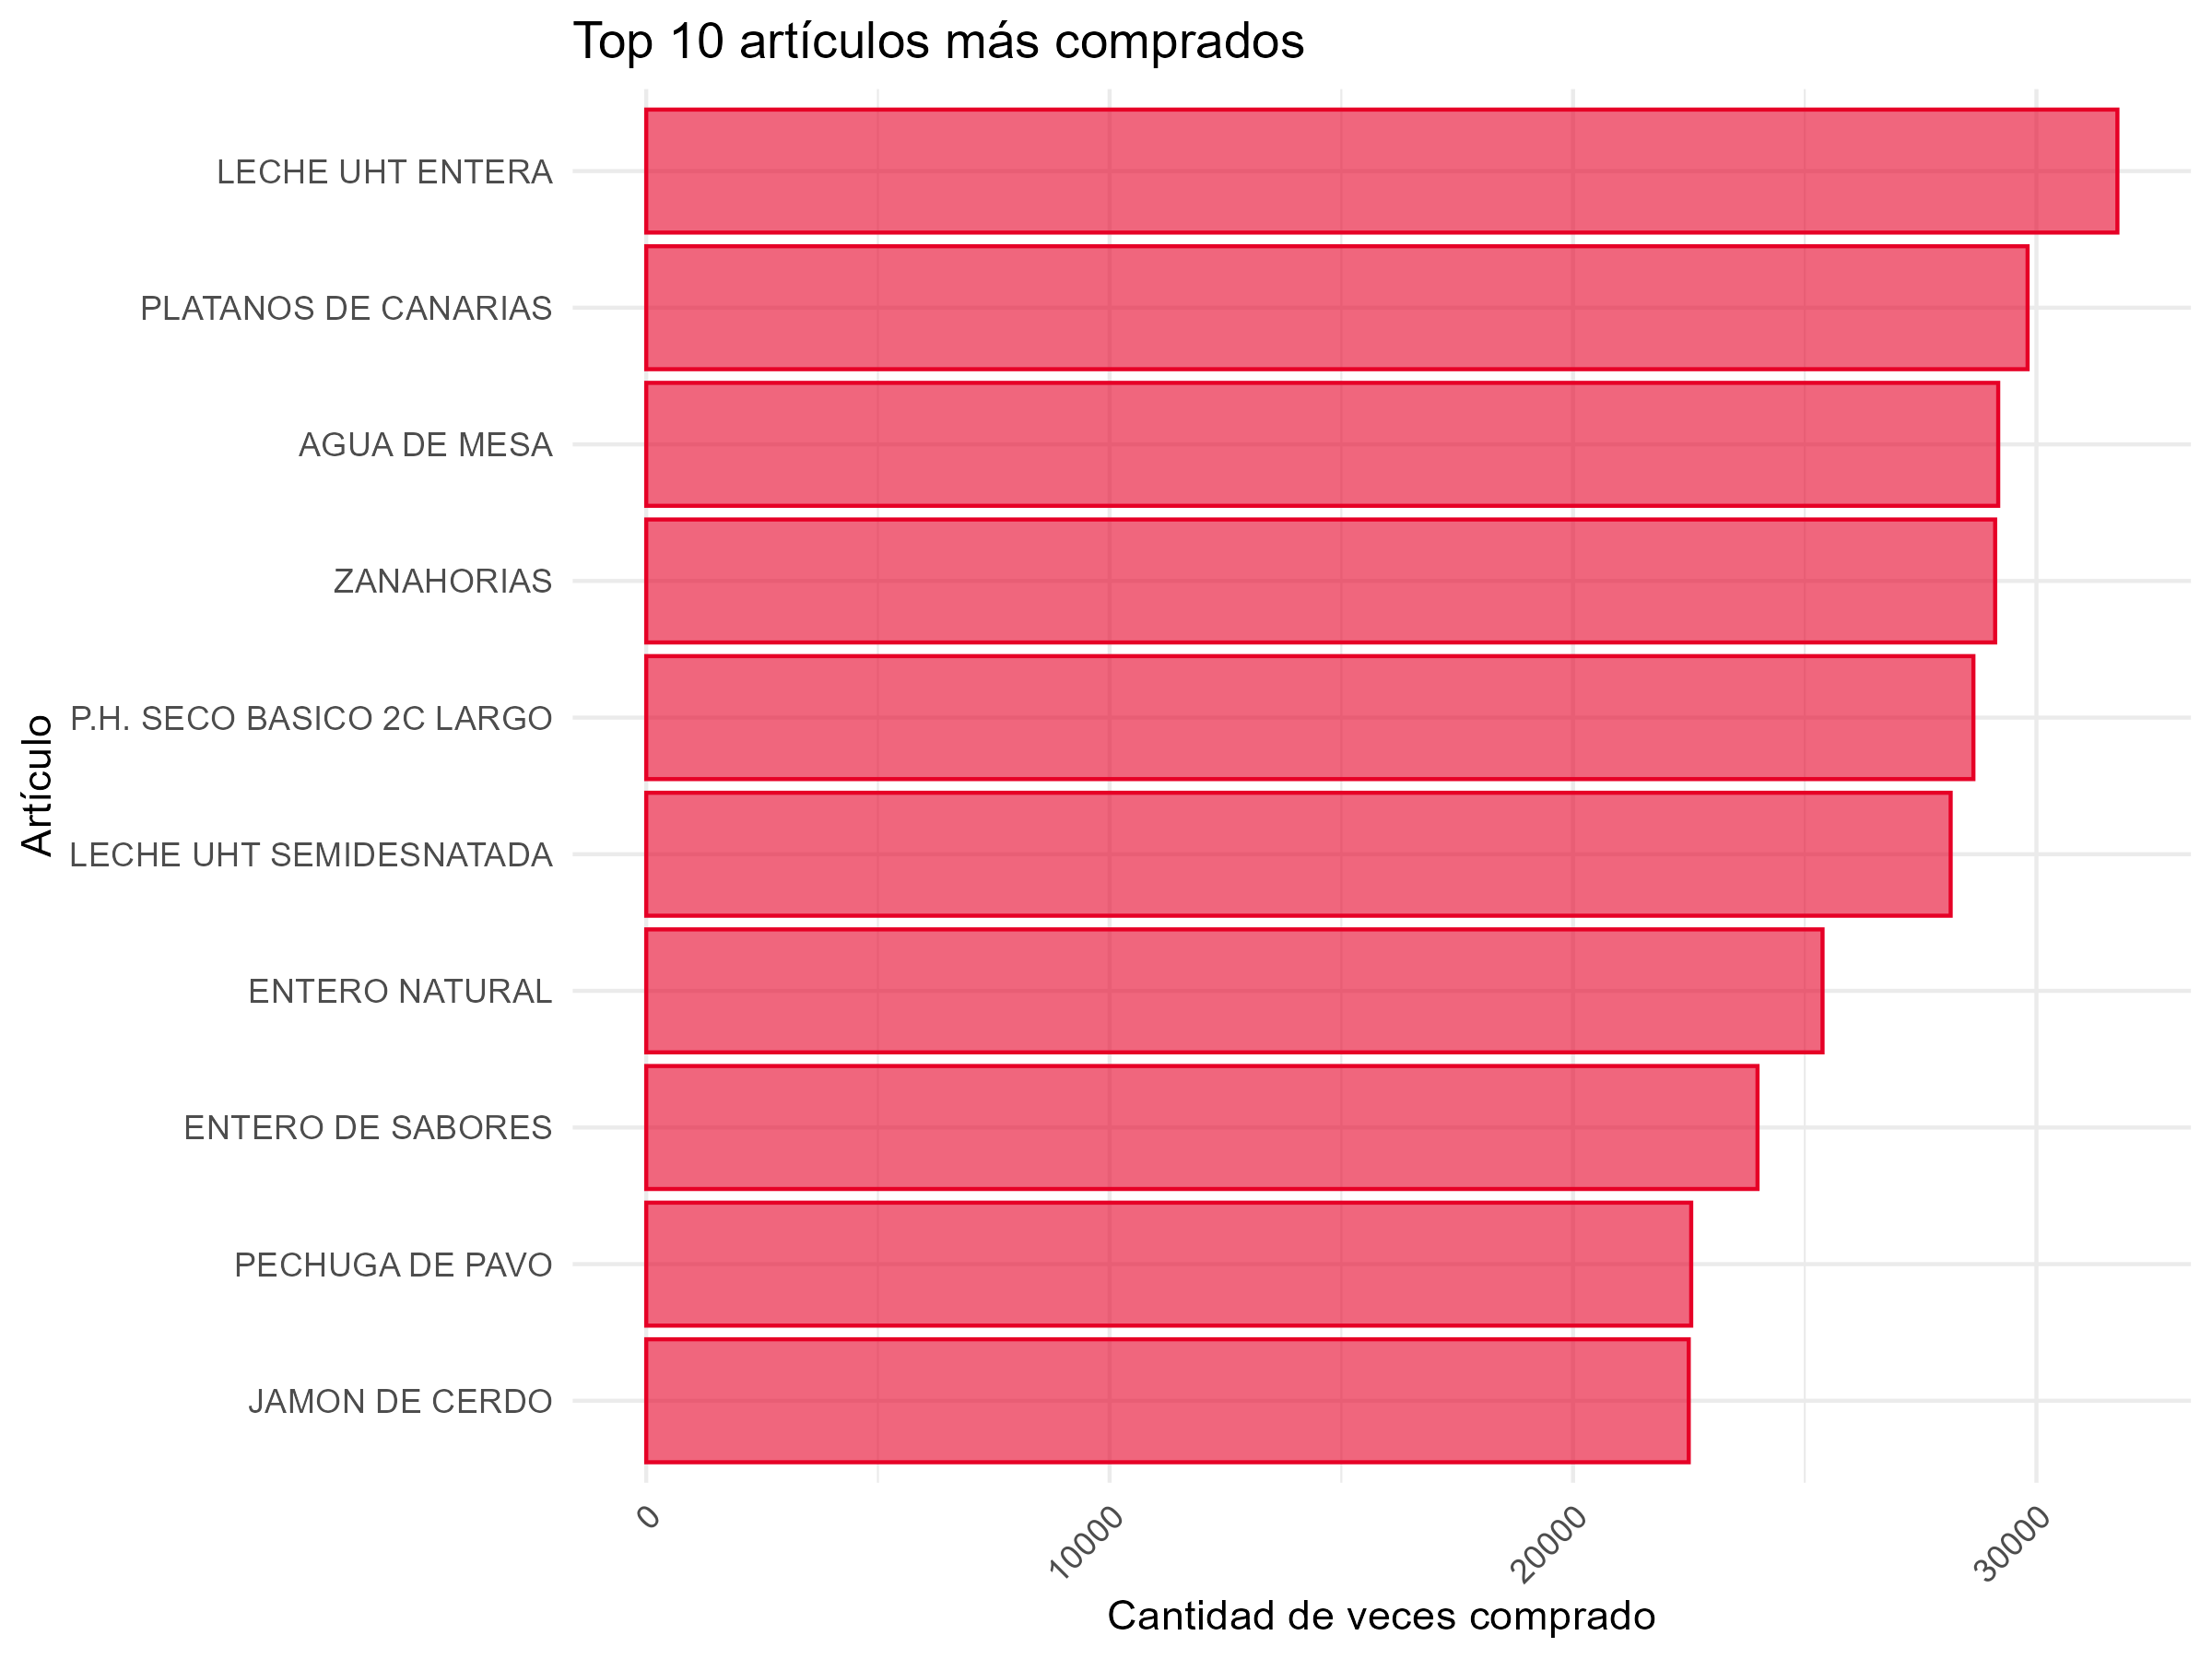 Top 10 artículos más comprados
LECHE UHT ENTERA
PLATANOS DE CANARIAS
AGUA DE MESA
ZANAHORIAS
P.H. SECO BASICO 2C LARGO
LECHE UHT SEMIDESNATADA
ENTERO NATURAL
ENTERO DE SABORES
PECHUGA DE PAVO
JAMON DE CERDO
Artículo
0
10000
20000
30000
Cantidad de veces comprado